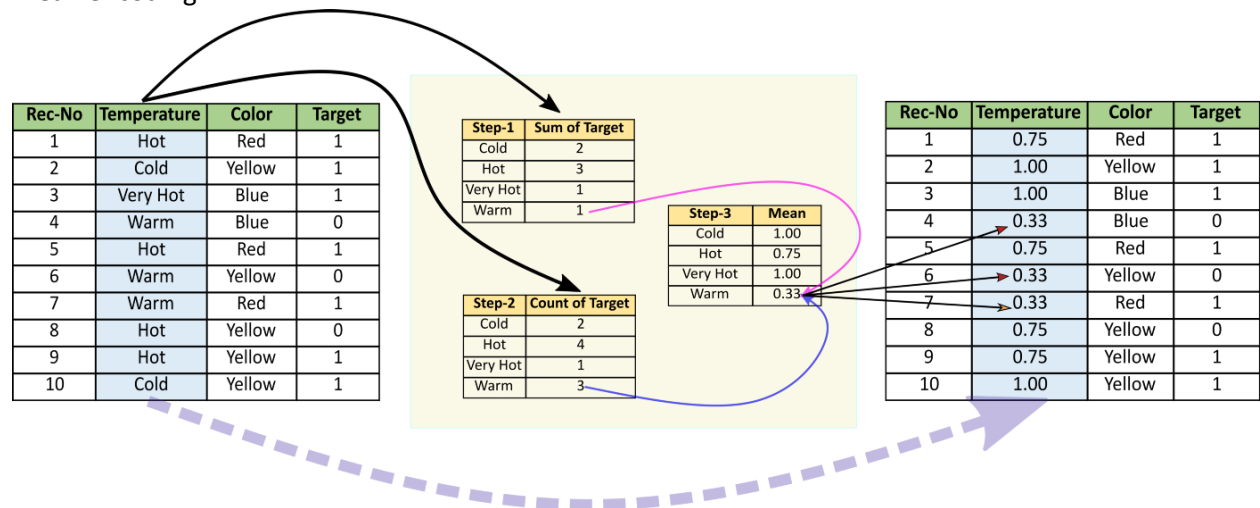 Rec-No Temperature Color Target
1 Hot Red 1
2 Cold Yellow 1
3 Very Hot Blue 1
4 Warm Blue 0
5 Hot Red 1
6 Warm Yellow 0
7 Warm Red 1
8 Hot Yellow 0
9 Hot Yellow 1
10 Cold Yellow 1
Step-1 Sum of Target
Cold 2
Hot 3
Very Hot 1
Warm 1
Step-2 Count of Target
Cold 2
Hot 4
Very Hot 1
Warm 3
Step-3 Mean
Cold 1.00
Hot 0.75
Very Hot 1.00
Warm 0.33
Rec-No Temperature Color Target
1 0.75 Red 1
2 1.00 Yellow 1
3 1.00 Blue 1
4 0.33 Blue 0
5 0.75 Red 1
6 0.33 Yellow 0
7 0.33 Red 1
8 0.75 Yellow 0
9 0.75 Yellow 1
10 1.00 Yellow 1